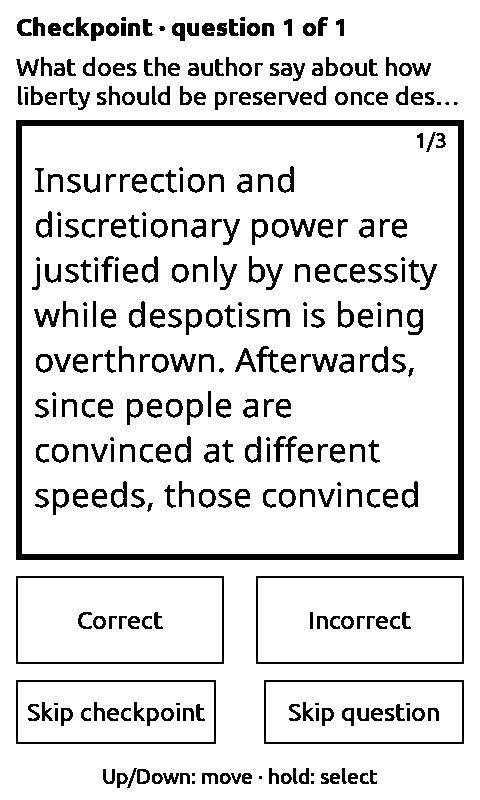 Checkpoint · question 1 of 1
What does the author say about how
liberty should be preserved once des…
1/3
Insurrection and
discretionary power are
justified only by necessity
while despotism is being
overthrown. Afterwards,
since people are
convinced at different
speeds, those convinced
Correct
Incorrect
Skip checkpoint
Skip question
Up/Down: move · hold: select